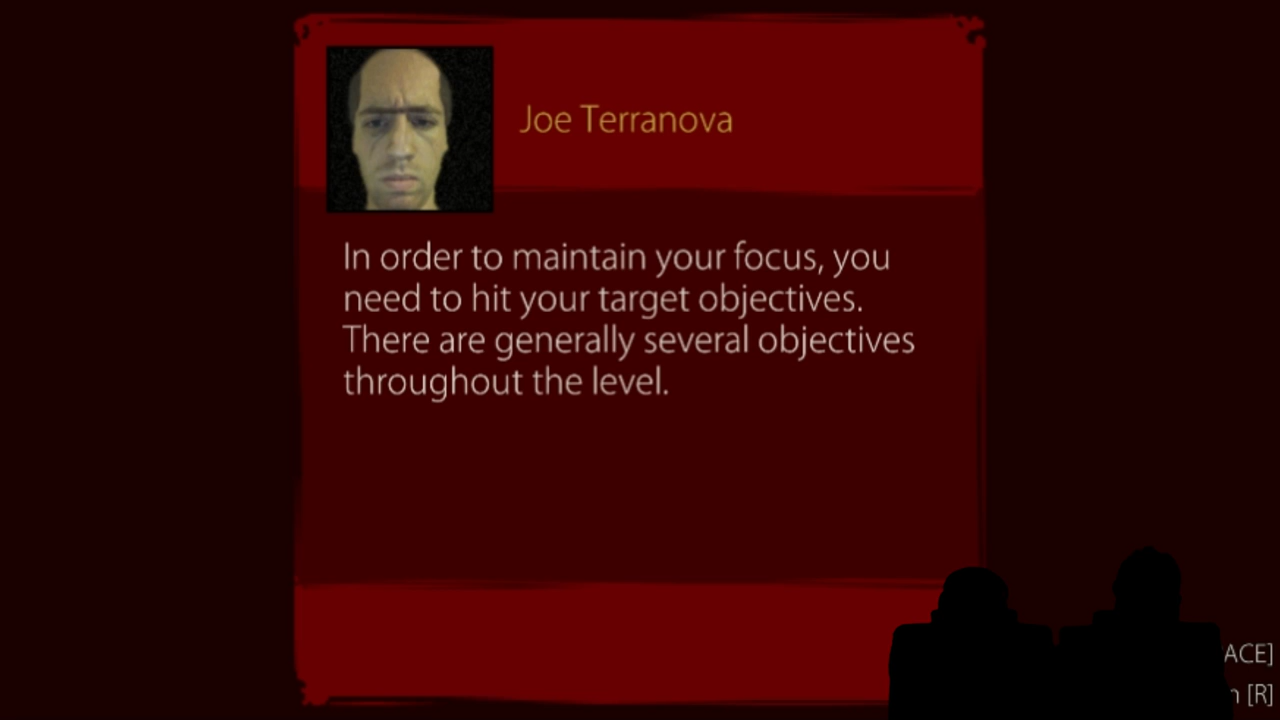 Joe Terranova
In order to maintain your focus, you
need to hit your target objectives.
There are generally several objectives
throughout the level.
ACE]
[R]